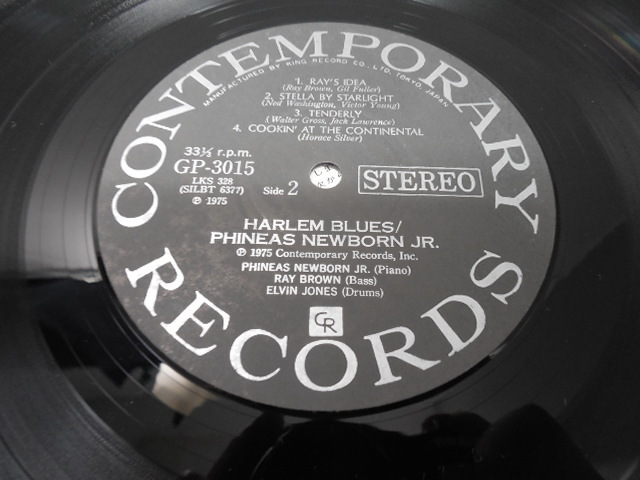 CONTEMPORARY RECORDS
MANUFACTURED BY KING RECORD CO., LTD. TOKYO, JAPAN
1. RAY'S IDEA
(Ray Brown, Gil Fuller)
2. STELLA BY STARLIGHT
(Ned Washington, Victor Young)
3. TENDERLY
(Walter Gross, Jack Lawrence)
4. COOKIN' AT THE CONTINENTAL
(Horace Silver)
33⅓ r.p.m.
GP-3015
LKS 328
(SILBT 6377)
Ⓟ 1975
Side 2
STEREO
HARLEM BLUES/
PHINEAS NEWBORN JR.
Ⓟ 1975 Contemporary Records, Inc.
PHINEAS NEWBORN JR. (Piano)
RAY BROWN (Bass)
ELVIN JONES (Drums)
CR